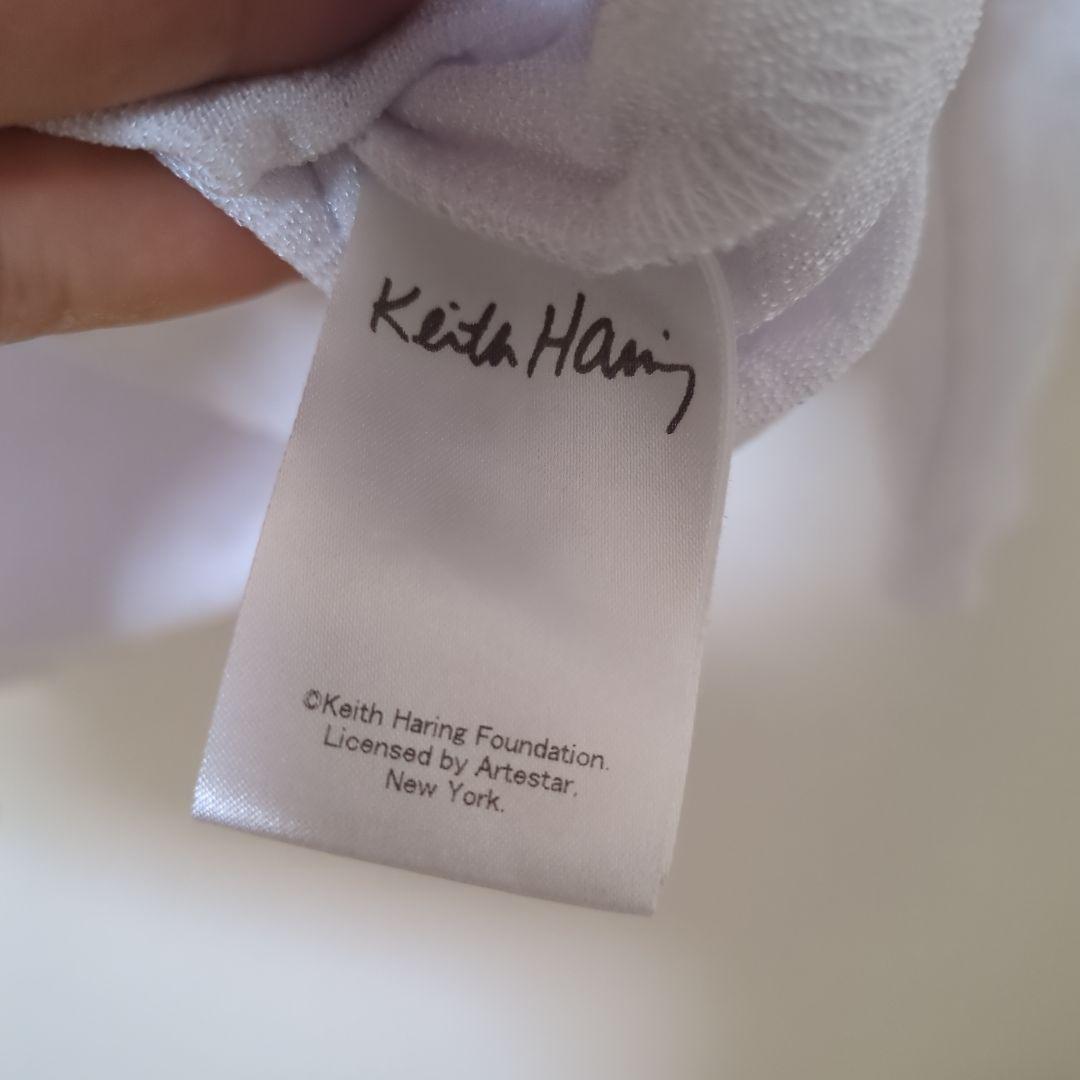 Keith Haring
©Keith Haring Foundation.
Licensed by Artestar,
New York.